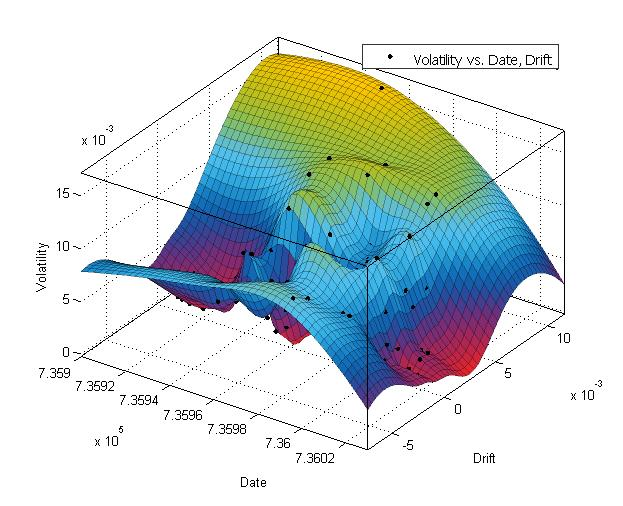 Volatility vs. Date, Drift
x 10^-3
15
10
5
0
Volatility
7.359
7.3592
7.3594
7.3596
7.3598
7.36
7.3602
x 10^5
Date
-5
0
5
10
x 10^-3
Drift